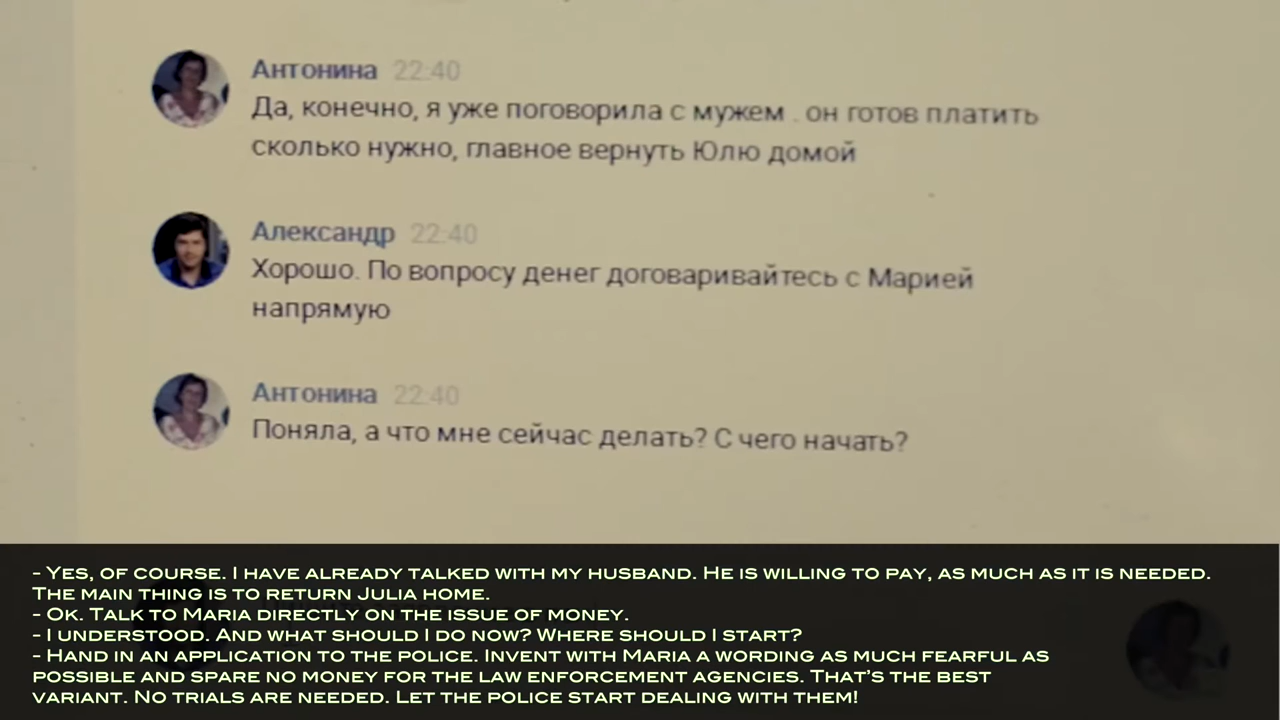 Антонина 22:40
Да, конечно, я уже поговорила с мужем . он готов платить
сколько нужно, главное вернуть Юлю домой
Александр 22:40
Хорошо. По вопросу денег договаривайтесь с Марией
напрямую
Антонина 22:40
Поняла, а что мне сейчас делать? С чего начать?
- Yes, of course. I have already talked with my husband. He is willing to pay, as much as it is needed.
The main thing is to return Julia home.
- Ok. Talk to Maria directly on the issue of money.
- I understood. And what should I do now? Where should I start?
- Hand in an application to the police. Invent with Maria a wording as much fearful as
possible and spare no money for the law enforcement agencies. That's the best
variant. No trials are needed. Let the police start dealing with them!